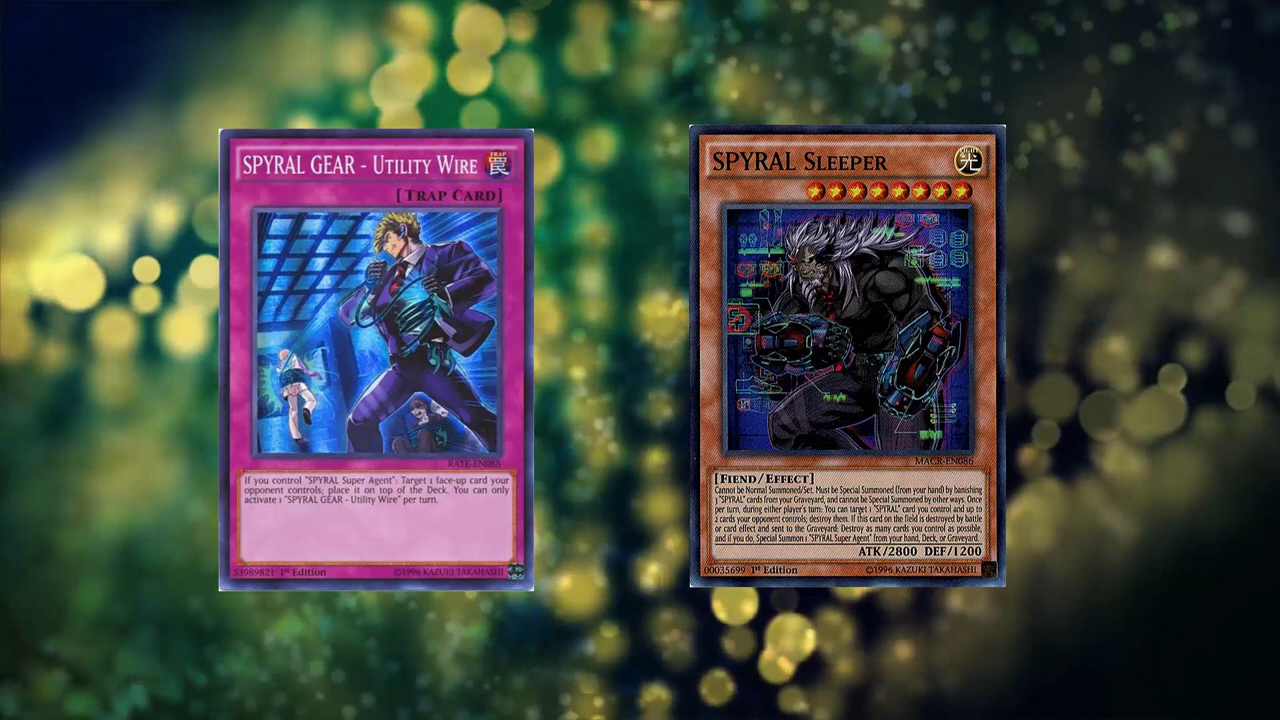 SPYRAL GEAR - UTILITY WIRE
TRAP
罠
[TRAP CARD]
RATE-EN088
If you control "SPYRAL Super Agent": Target 1 face-up card your
opponent controls; place it on top of the Deck. You can only
activate 1 "SPYRAL GEAR - Utility Wire" per turn.
53989821 1st Edition
©1996 KAZUKI TAKAHASHI
SPYRAL SLEEPER
LIGHT
光
MACR-EN086
[FIEND/EFFECT]
Cannot be Normal Summoned/Set. Must be Special Summoned (from your hand) by banishing
3 "SPYRAL" cards from your Graveyard, and cannot be Special Summoned by other ways. Once
per turn, during either player's turn: You can target 1 "SPYRAL" card you control and up to
2 cards your opponent controls; destroy them. If this card on the field is destroyed by battle
or card effect and sent to the Graveyard: Destroy as many cards you control as possible,
and if you do, Special Summon 1 "SPYRAL Super Agent" from your hand, Deck, or Graveyard.
ATK/2800 DEF/1200
00035699 1st Edition
©1996 KAZUKI TAKAHASHI